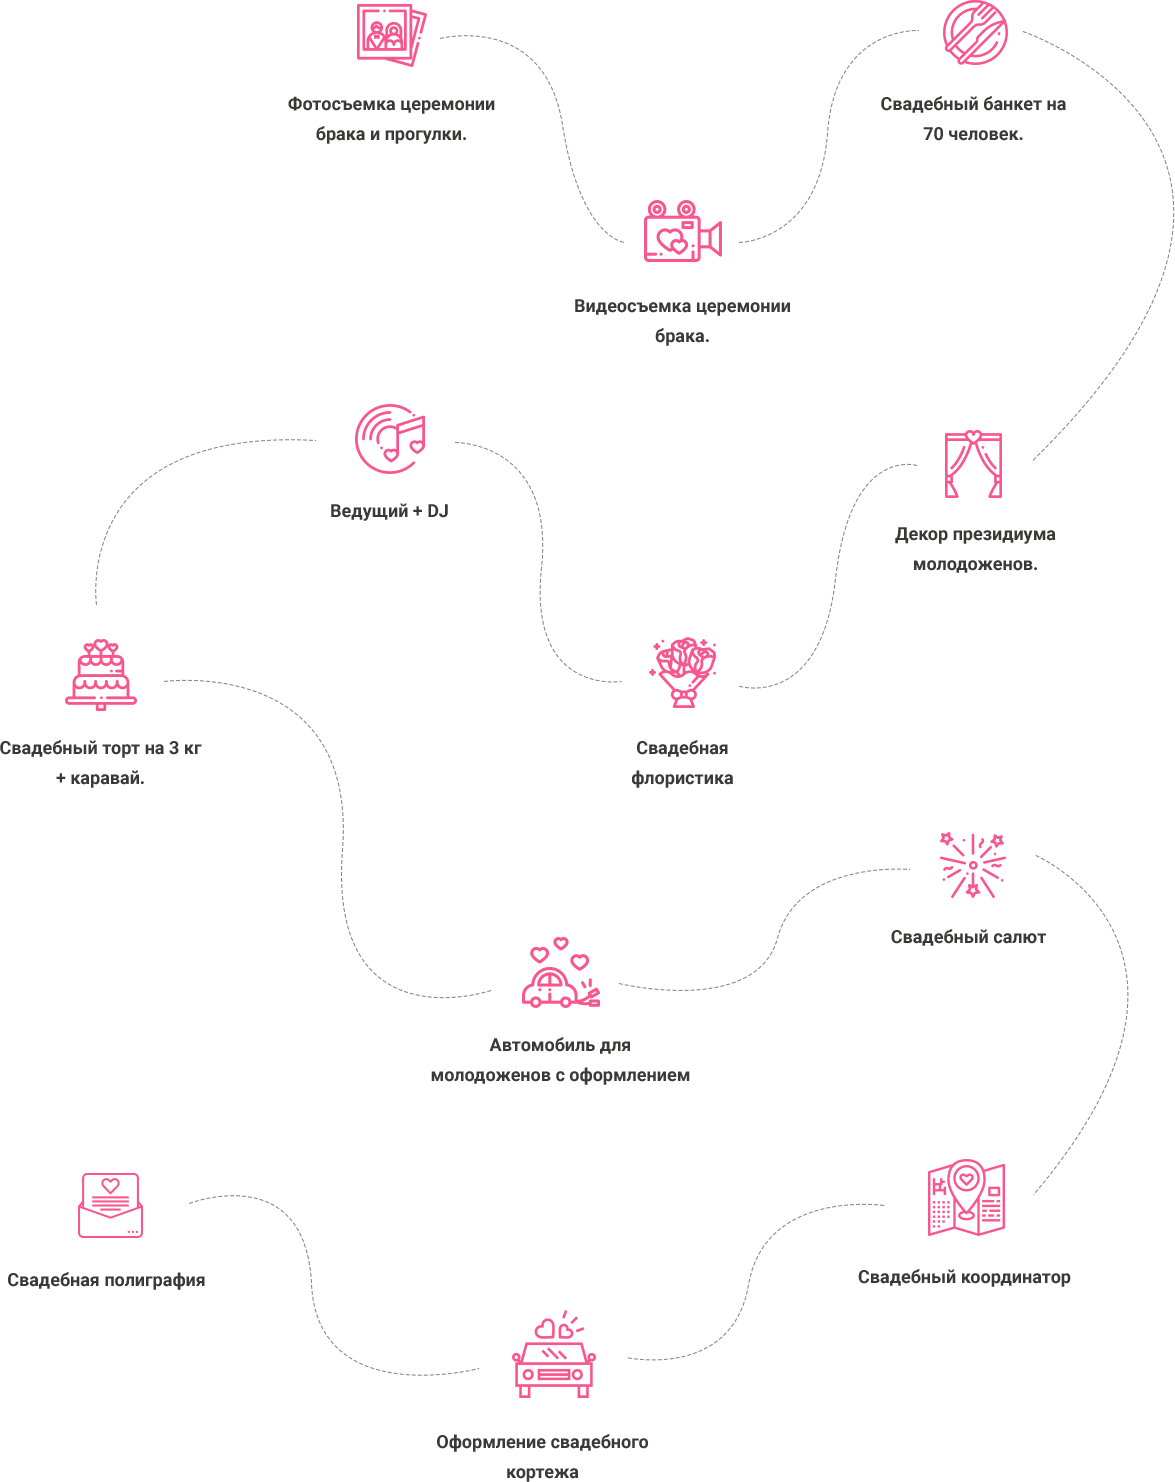 Фотосъемка церемонии
брака и прогулки.
Свадебный банкет на
70 человек.
Видеосъемка церемонии
брака.
Ведущий + DJ
Декор президиума
молодоженов.
Свадебный торт на 3 кг
+ каравай.
Свадебная
флористика
Свадебный салют
Автомобиль для
молодоженов с оформлением
Свадебная полиграфия
Свадебный координатор
Оформление свадебного
кортежа